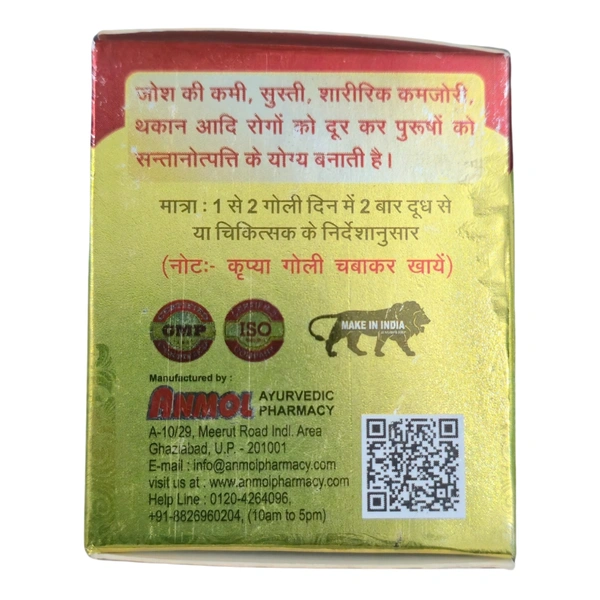 जोश की कमी, सुस्ती, शारीरिक कमजोरी,
थकान आदि रोगों को दूर कर पुरूषों को
सन्तानोत्पत्ति के योग्य बनाती है।
मात्रा : 1 से 2 गोली दिन में 2 बार दूध से
या चिकित्सक के निर्देशानुसार
(नोटः- कृप्या गोली चबाकर खायें)
GMP
CERTIFIED
ISO
COMPANY
MAKE IN INDIA
Manufactured by :
ANMOL AYURVEDIC
PHARMACY
A-10/29, Meerut Road Indl. Area
Ghaziabad, U.P. - 201001
E-mail : info@anmolpharmacy.com
visit us at : www.anmolpharmacy.com
Help Line : 0120-4264096,
+91-8826960204, (10am to 5pm)